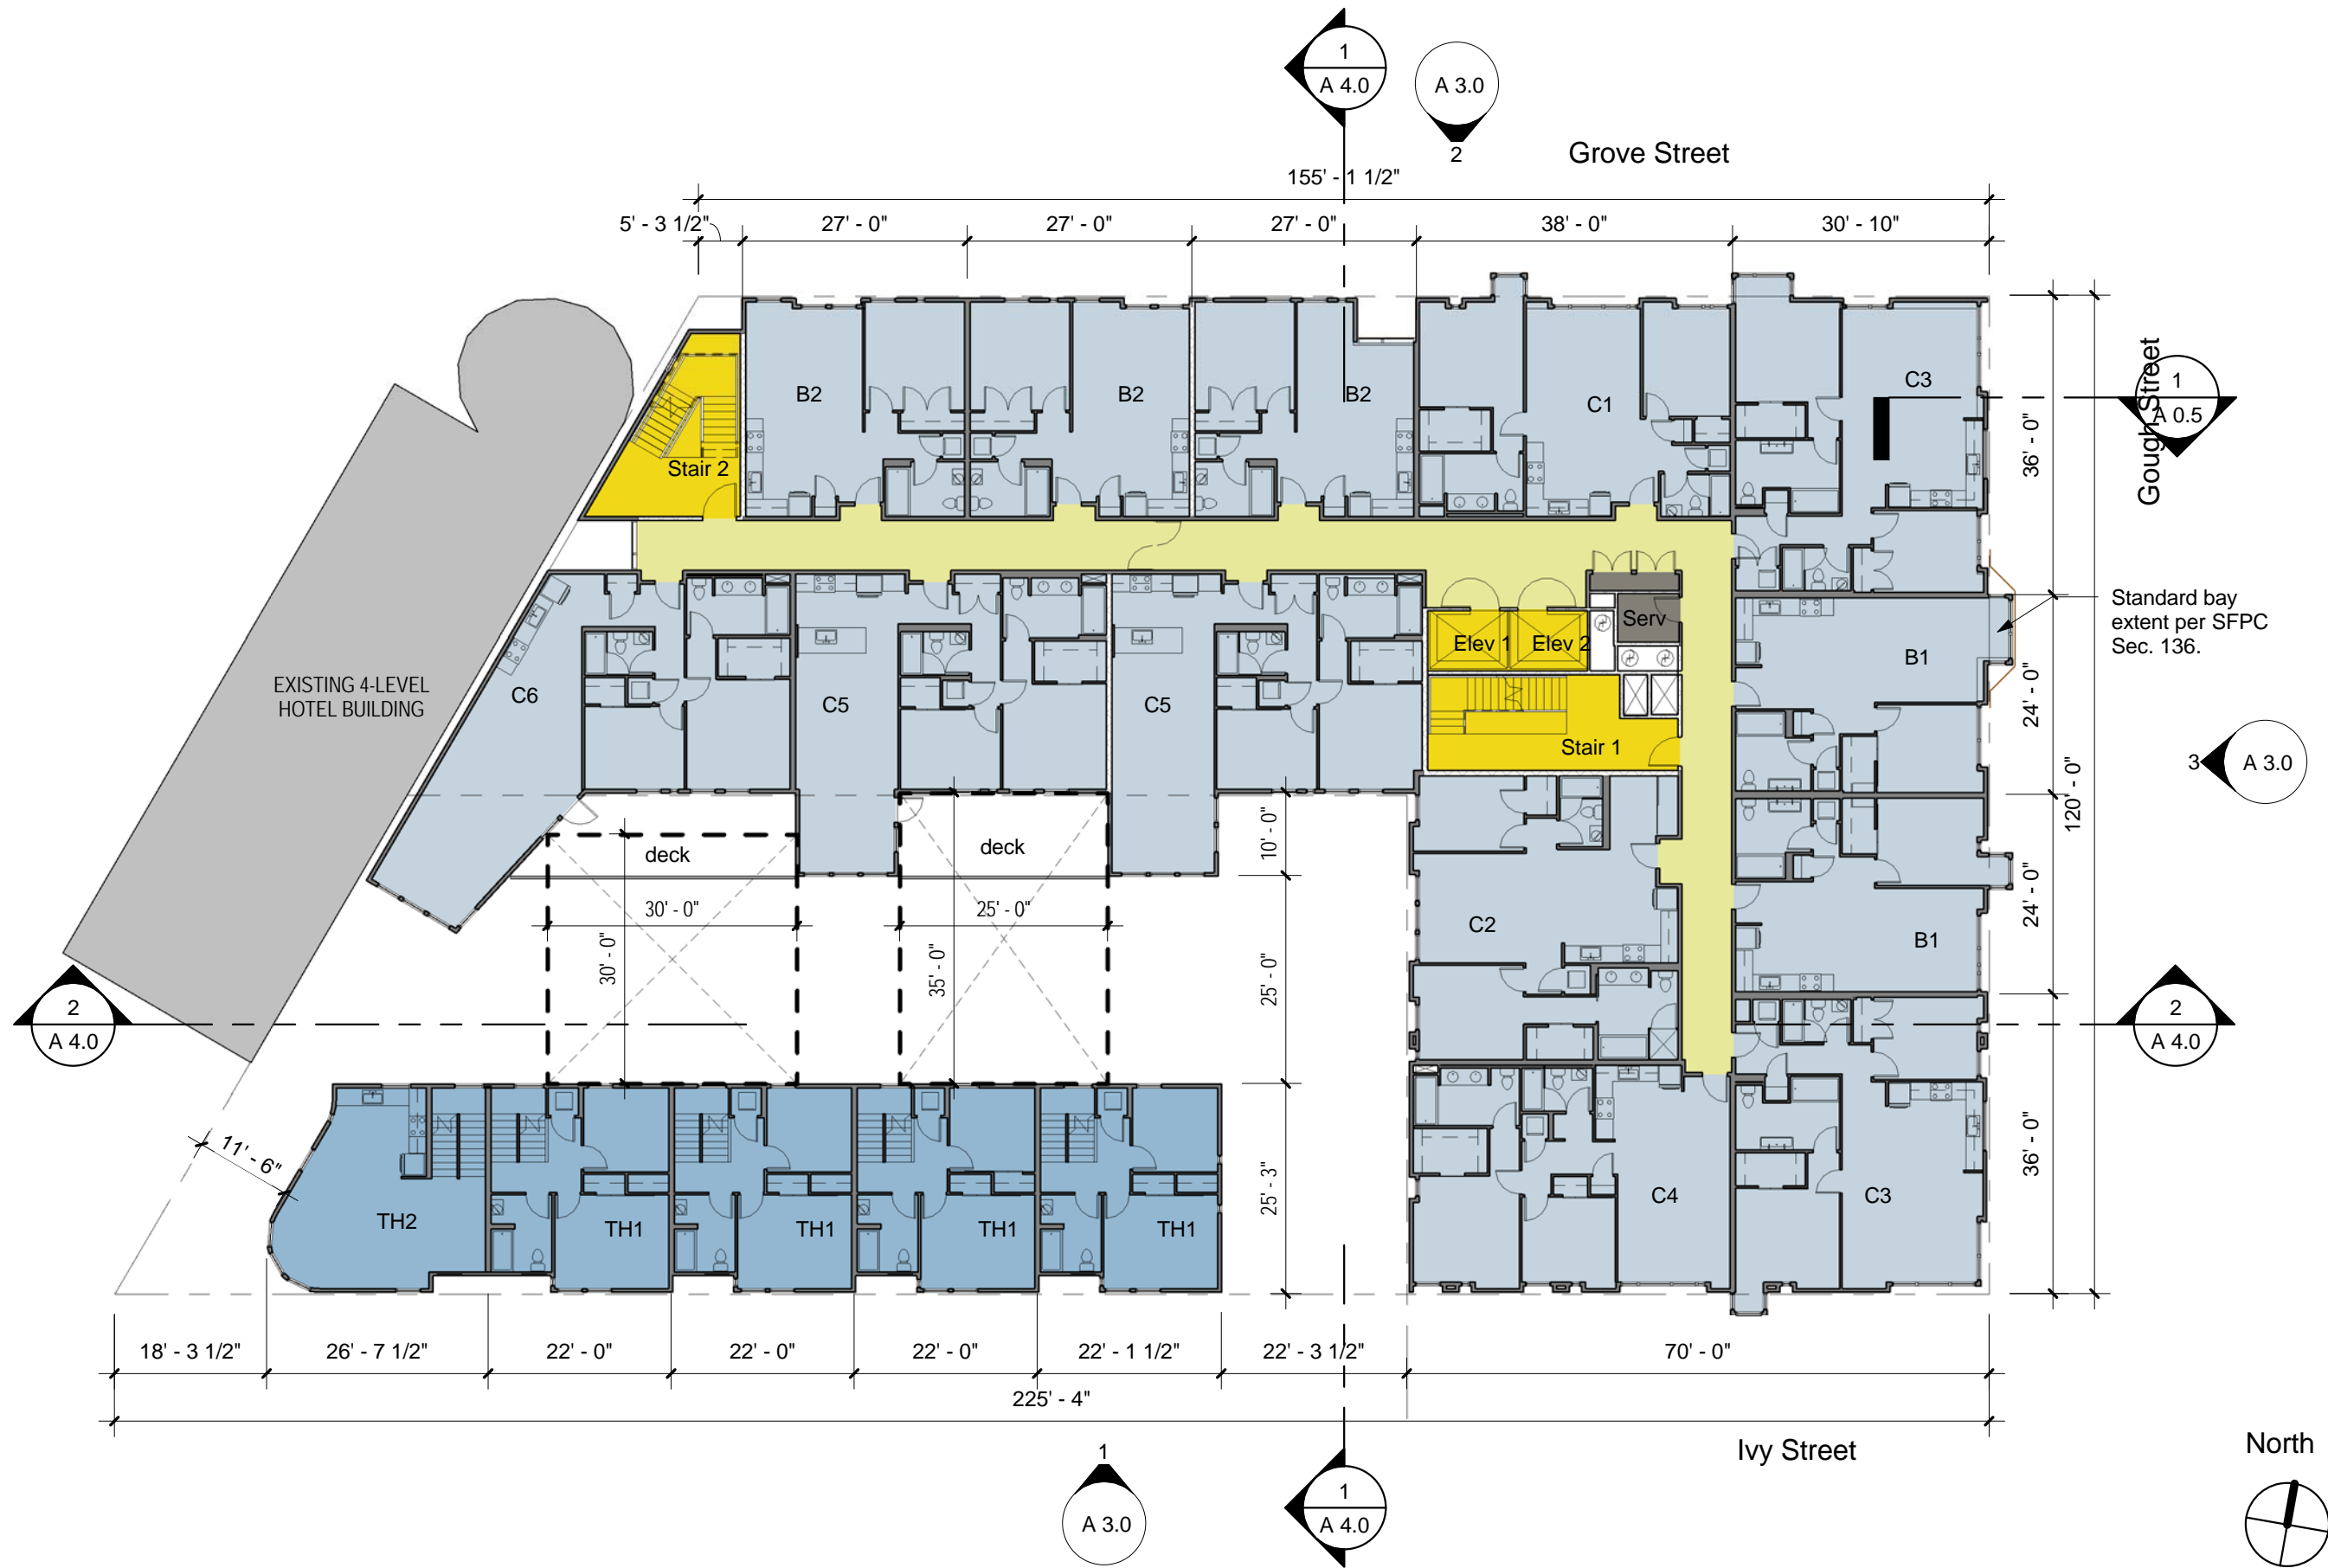 1
A 4.0
A 3.0
2
Grove Street
155' - 1 1/2"
5' - 3 1/2"
27' - 0"
27' - 0"
27' - 0"
38' - 0"
30' - 10"
B2
B2
B2
C1
C3
Stair 2
36' - 0"
Gough Street
1
A 0.5
Standard bay
extent per SFPC
Sec. 136.
Serv
Elev 1
Elev 2
B1
EXISTING 4-LEVEL
HOTEL BUILDING
C6
C5
C5
24' - 0"
Stair 1
3
A 3.0
120' - 0"
10' - 0"
deck
deck
30' - 0"
25' - 0"
24' - 0"
C2
B1
30' - 0"
35' - 0"
25' - 0"
2
A 4.0
2
A 4.0
11' - 6"
25' - 3"
36' - 0"
TH2
TH1
TH1
TH1
TH1
C4
C3
18' - 3 1/2"
26' - 7 1/2"
22' - 0"
22' - 0"
22' - 0"
22' - 1 1/2"
22' - 3 1/2"
70' - 0"
225' - 4"
Ivy Street
North
1
A 3.0
1
A 4.0